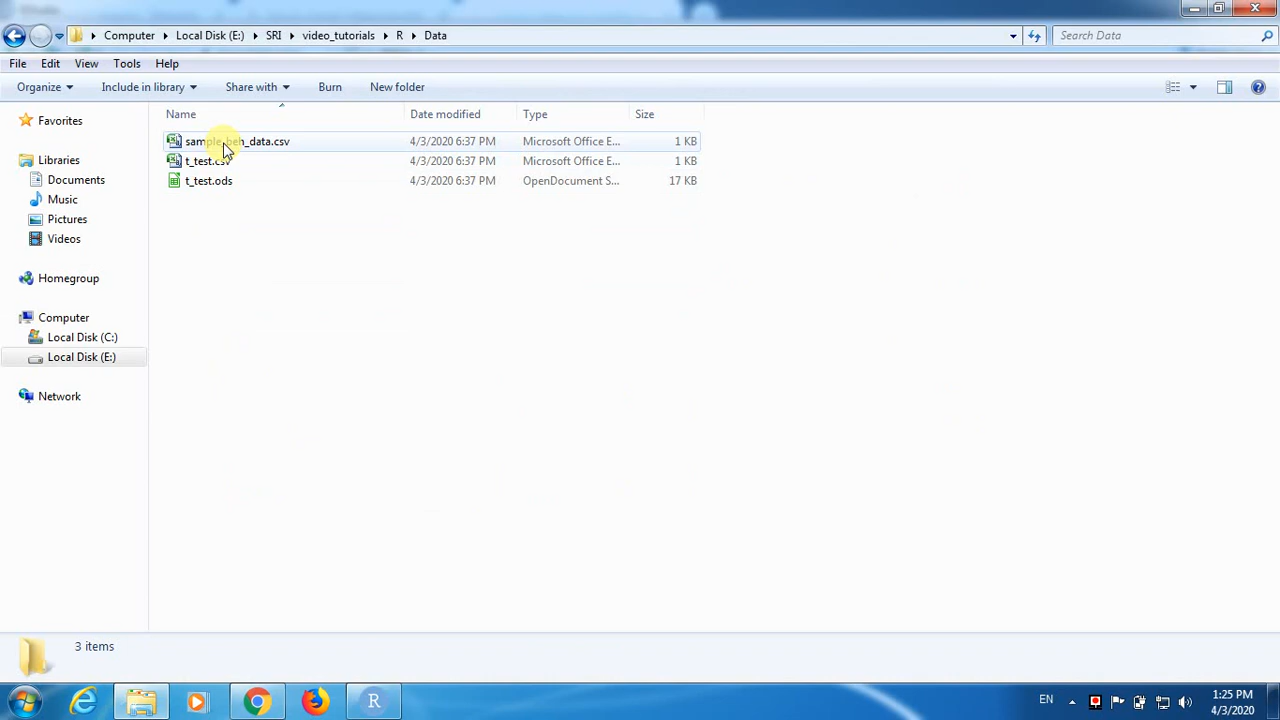 Computer Local Disk (E:) SRI video_tutorials R Data Search Data
File Edit View Tools Help
Organize Include in library Share with Burn New folder
Name Date modified Type Size
Favorites
Libraries
Documents
Music
Pictures
Videos
Homegroup
Computer
Local Disk (C:)
Local Disk (E:)
Network
sample_beh_data.csv 4/3/2020 6:37 PM Microsoft Office E... 1 KB
t_test.csv 4/3/2020 6:37 PM Microsoft Office E... 1 KB
t_test.ods 4/3/2020 6:37 PM OpenDocument S... 17 KB
3 items
R
EN
1:25 PM
4/3/2020